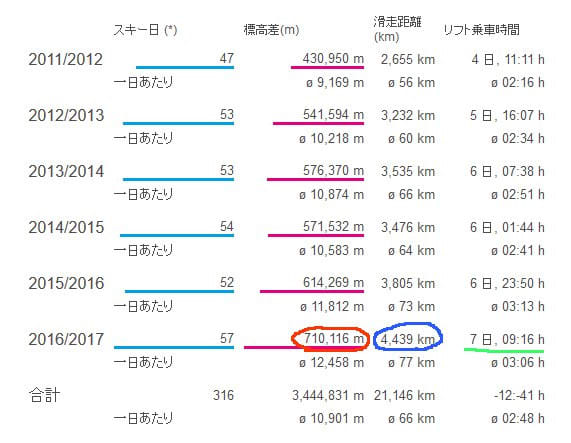 スキー日 (*) 標高差(m) 滑走距離 (km) リフト乗車時間
2011/2012 47 430,950 m 2,655 km 4 日, 11:11 h
一日あたり ø 9,169 m ø 56 km ø 02:16 h
2012/2013 53 541,594 m 3,232 km 5 日, 16:07 h
一日あたり ø 10,218 m ø 60 km ø 02:34 h
2013/2014 53 576,370 m 3,535 km 6 日, 07:38 h
一日あたり ø 10,874 m ø 66 km ø 02:51 h
2014/2015 54 571,532 m 3,476 km 6 日, 01:44 h
一日あたり ø 10,583 m ø 64 km ø 02:41 h
2015/2016 52 614,269 m 3,805 km 6 日, 23:50 h
一日あたり ø 11,812 m ø 73 km ø 03:13 h
2016/2017 57 710,116 m 4,439 km 7 日, 09:16 h
一日あたり ø 12,458 m ø 77 km ø 03:06 h
合計 316 3,444,831 m 21,146 km -12:-41 h
一日あたり ø 10,901 m ø 66 km ø 02:48 h